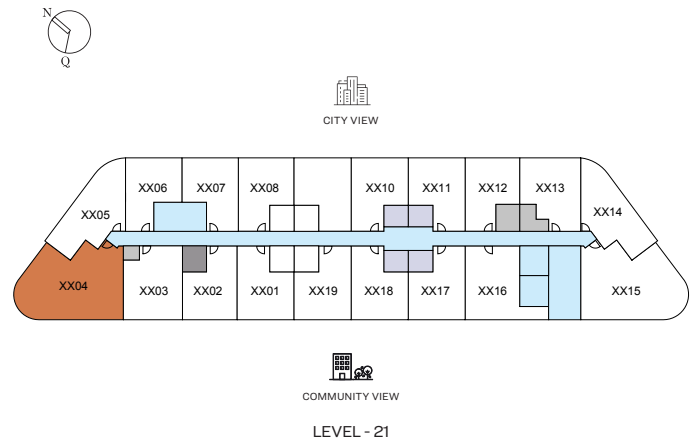 N
Q
CITY VIEW
XX06 XX07 XX08 XX10 XX11 XX12 XX13
XX05 XX14
XX04 XX03 XX02 XX01 XX19 XX18 XX17 XX16 XX15
COMMUNITY VIEW
LEVEL - 21